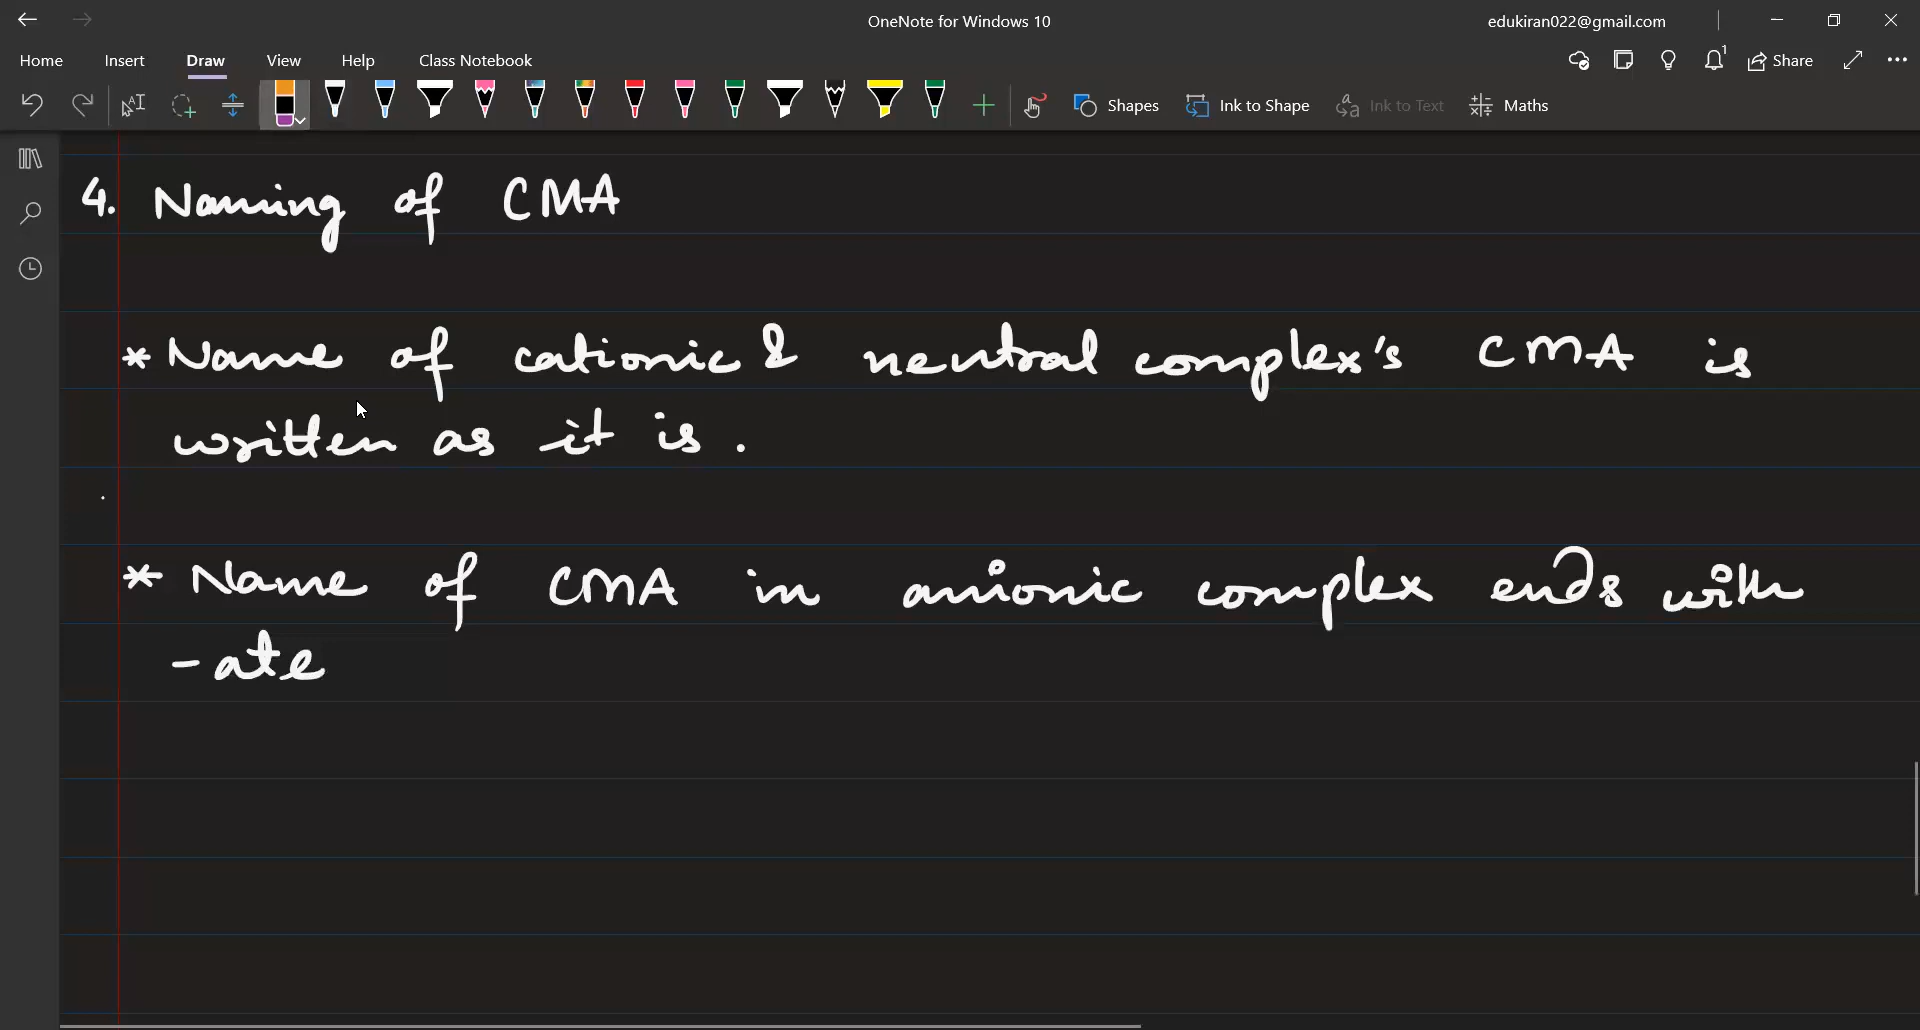 OneNote for Windows 10
edukiran022@gmail.com
Home Insert Draw View Help Class Notebook
1
Share
Shapes
Ink to Shape
Ink to Text
Maths
4. Naming of CMA
* Name of cationic & neutral complex's CMA is
written as it is.
* Name of CMA in anionic complex ends with
-ate